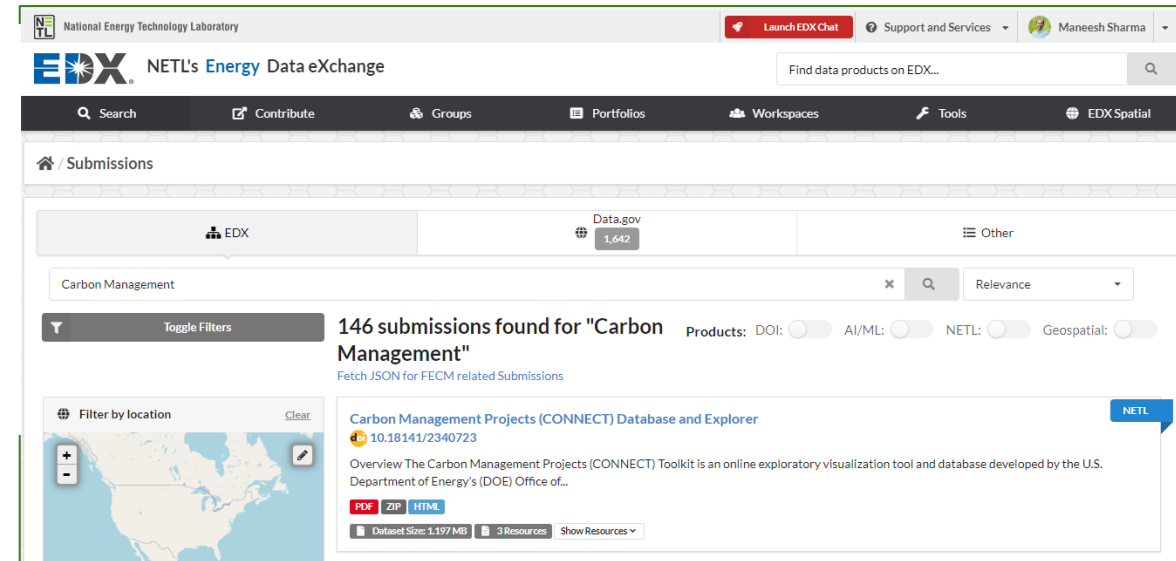 NE
TL
National Energy Technology Laboratory
Launch EDX Chat
Support and Services
Maneesh Sharma
EDX
NETL's Energy Data eXchange
Find data products on EDX...
Search
Contribute
Groups
Portfolios
Workspaces
Tools
EDX Spatial
/ Submissions
EDX
Data.gov
1,642
Other
Carbon Management
Relevance
Toggle Filters
146 submissions found for "Carbon
Management"
Products: DOI: AI/ML: NETL: Geospatial:
Fetch JSON for FECM related Submissions
Filter by location
Clear
+
-
Carbon Management Projects (CONNECT) Database and Explorer
NETL
doi 10.18141/2340723
Overview The Carbon Management Projects (CONNECT) Toolkit is an online exploratory visualization tool and database developed by the U.S.
Department of Energy's (DOE) Office of...
PDF ZIP HTML
Dataset Size: 1.197 MB 3 Resources Show Resources